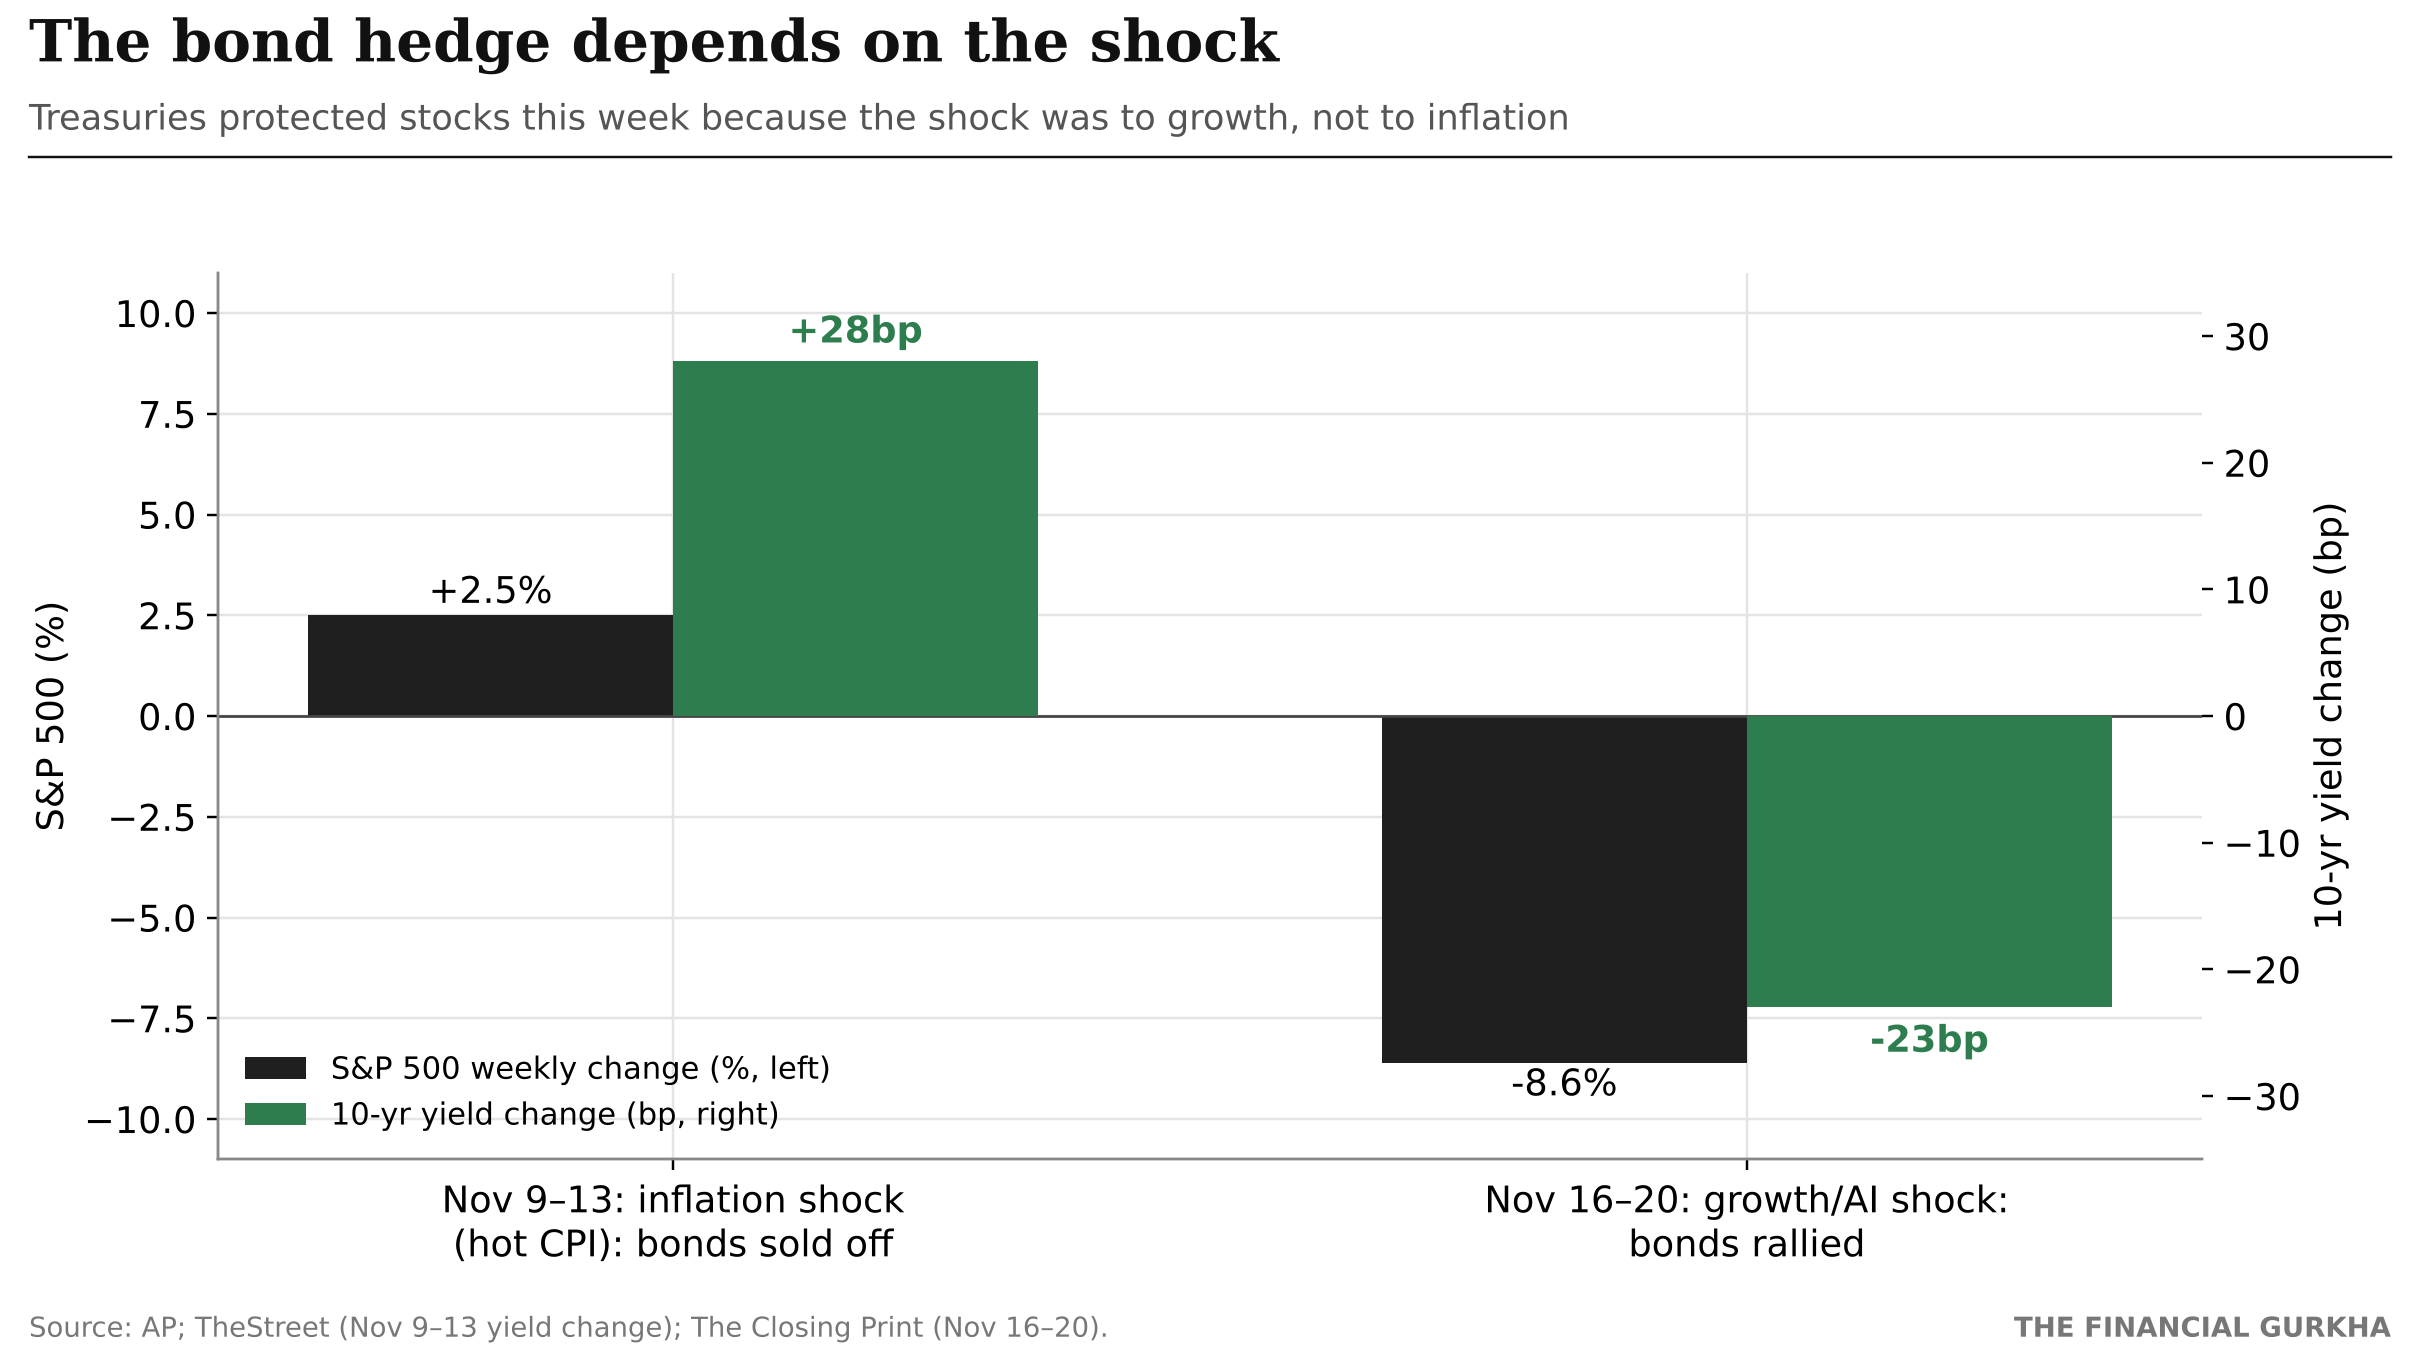 The bond hedge depends on the shock
Treasuries protected stocks this week because the shock was to growth, not to inflation
10.0
7.5
5.0
2.5
0.0
−2.5
−5.0
−7.5
−10.0
S&P 500 (%)
+2.5%
+28bp
-8.6%
-23bp
30
20
10
0
−10
−20
−30
10-yr yield change (bp)
S&P 500 weekly change (%, left)
10-yr yield change (bp, right)
Nov 9–13: inflation shock
(hot CPI): bonds sold off
Nov 16–20: growth/AI shock:
bonds rallied
Source: AP; TheStreet (Nov 9–13 yield change); The Closing Print (Nov 16–20).
THE FINANCIAL GURKHA